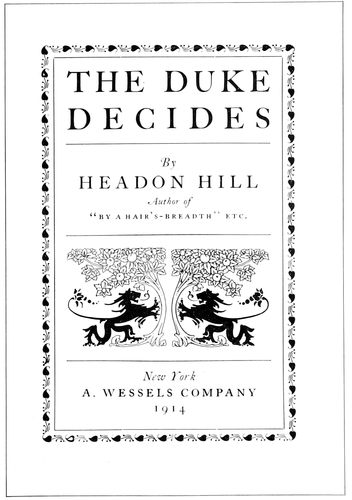 THE DUKE
DECIDES
By
HEADON HILL
Author of
"BY A HAIR'S-BREADTH" ETC.
New York
A. WESSELS COMPANY
1914